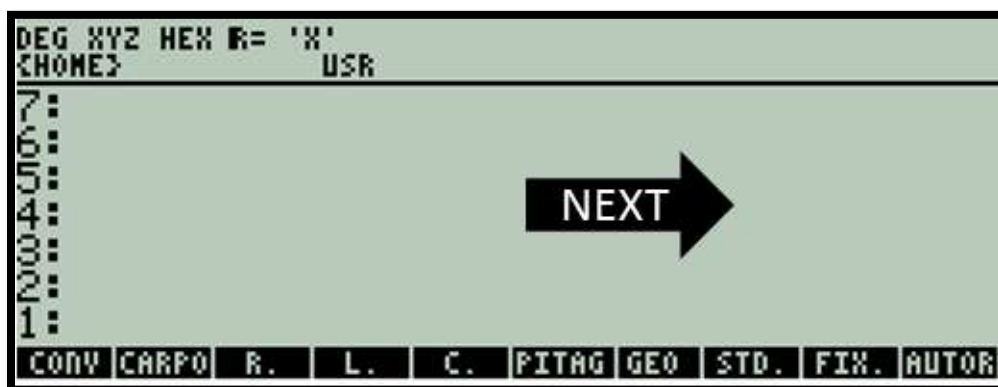 DEG XYZ HEX R= 'X'
{HOME} USR
7:
6:
5:
4:
3:
2:
1:
NEXT
CONV CARPO R. L. C. PITAG GEO STD. FIX. AUTOR